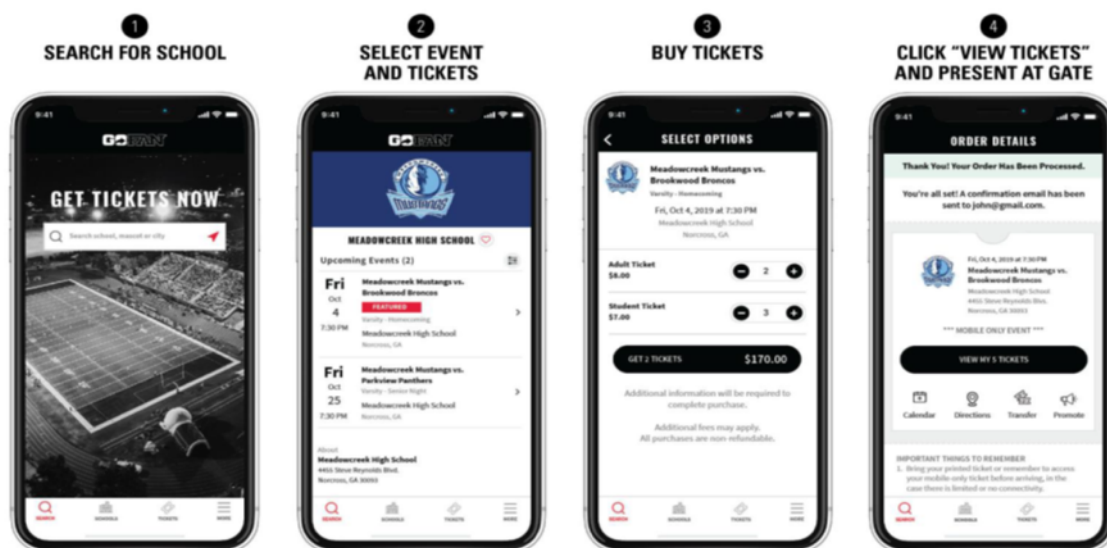 1
SEARCH FOR SCHOOL
9:41
GOFAN
GET TICKETS NOW
Search school, mascot or city
SEARCH
SCHOOLS
TICKETS
MORE
2
SELECT EVENT
AND TICKETS
9:41
GOFAN
MUSTANGS
MEADOWCREEK HIGH SCHOOL
Upcoming Events (2)
Fri
Oct
4
7:30 PM
Meadowcreek Mustangs vs.
Brookwood Broncos
FEATURED
Varsity - Homecoming
Meadowcreek High School
Norcross, GA
Fri
Oct
25
7:30 PM
Meadowcreek Mustangs vs.
Parkview Panthers
Varsity - Senior Night
Meadowcreek High School
Norcross, GA
About
Meadowcreek High School
4455 Steve Reynolds Blvd.
Norcross, GA 30093
SEARCH
SCHOOLS
TICKETS
MORE
3
BUY TICKETS
9:41
SELECT OPTIONS
Meadowcreek Mustangs vs.
Brookwood Broncos
Varsity - Homecoming
Fri, Oct 4, 2019 at 7:30 PM
Meadowcreek High School
Norcross, GA
Adult Ticket
$8.00
2
Student Ticket
$7.00
3
GET 2 TICKETS $170.00
Additional information will be required to
complete purchase.
Additional fees may apply.
All purchases are non-refundable.
SEARCH
SCHOOLS
TICKETS
MORE
4
CLICK “VIEW TICKETS”
AND PRESENT AT GATE
9:41
ORDER DETAILS
Thank You! Your Order Has Been Processed.
You're all set! A confirmation email has been
sent to john@gmail.com.
Fri, Oct 4, 2019 at 7:30 PM
Meadowcreek Mustangs vs.
Brookwood Broncos
Meadowcreek High School
4455 Steve Reynolds Blvd.
Norcross, GA 30093
*** MOBILE ONLY EVENT ***
VIEW MY 5 TICKETS
Calendar
Directions
Transfer
Promote
IMPORTANT THINGS TO REMEMBER
1. Bring your printed ticket or remember to access
your mobile-only ticket before arriving, in the
case there is limited or no connectivity.
SEARCH
SCHOOLS
TICKETS
MORE